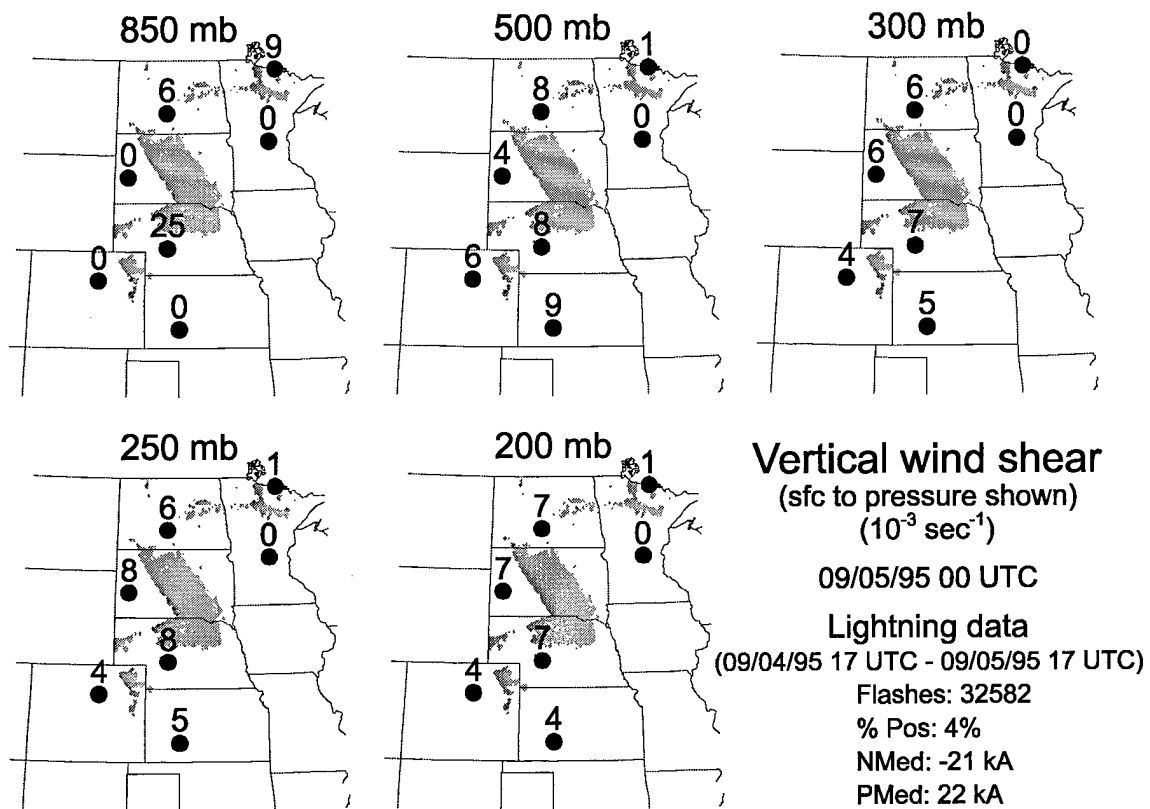 850 mb
9
6
0
0
25
0
0
500 mb
1
8
0
4
8
6
9
300 mb
0
6
0
6
7
4
5
250 mb
1
6
0
8
8
4
5
200 mb
1
7
0
7
7
4
4
Vertical wind shear
(sfc to pressure shown)
(10⁻³ sec⁻¹)
09/05/95 00 UTC
Lightning data
(09/04/95 17 UTC - 09/05/95 17 UTC)
Flashes: 32582
% Pos: 4%
NMed: -21 kA
PMed: 22 kA